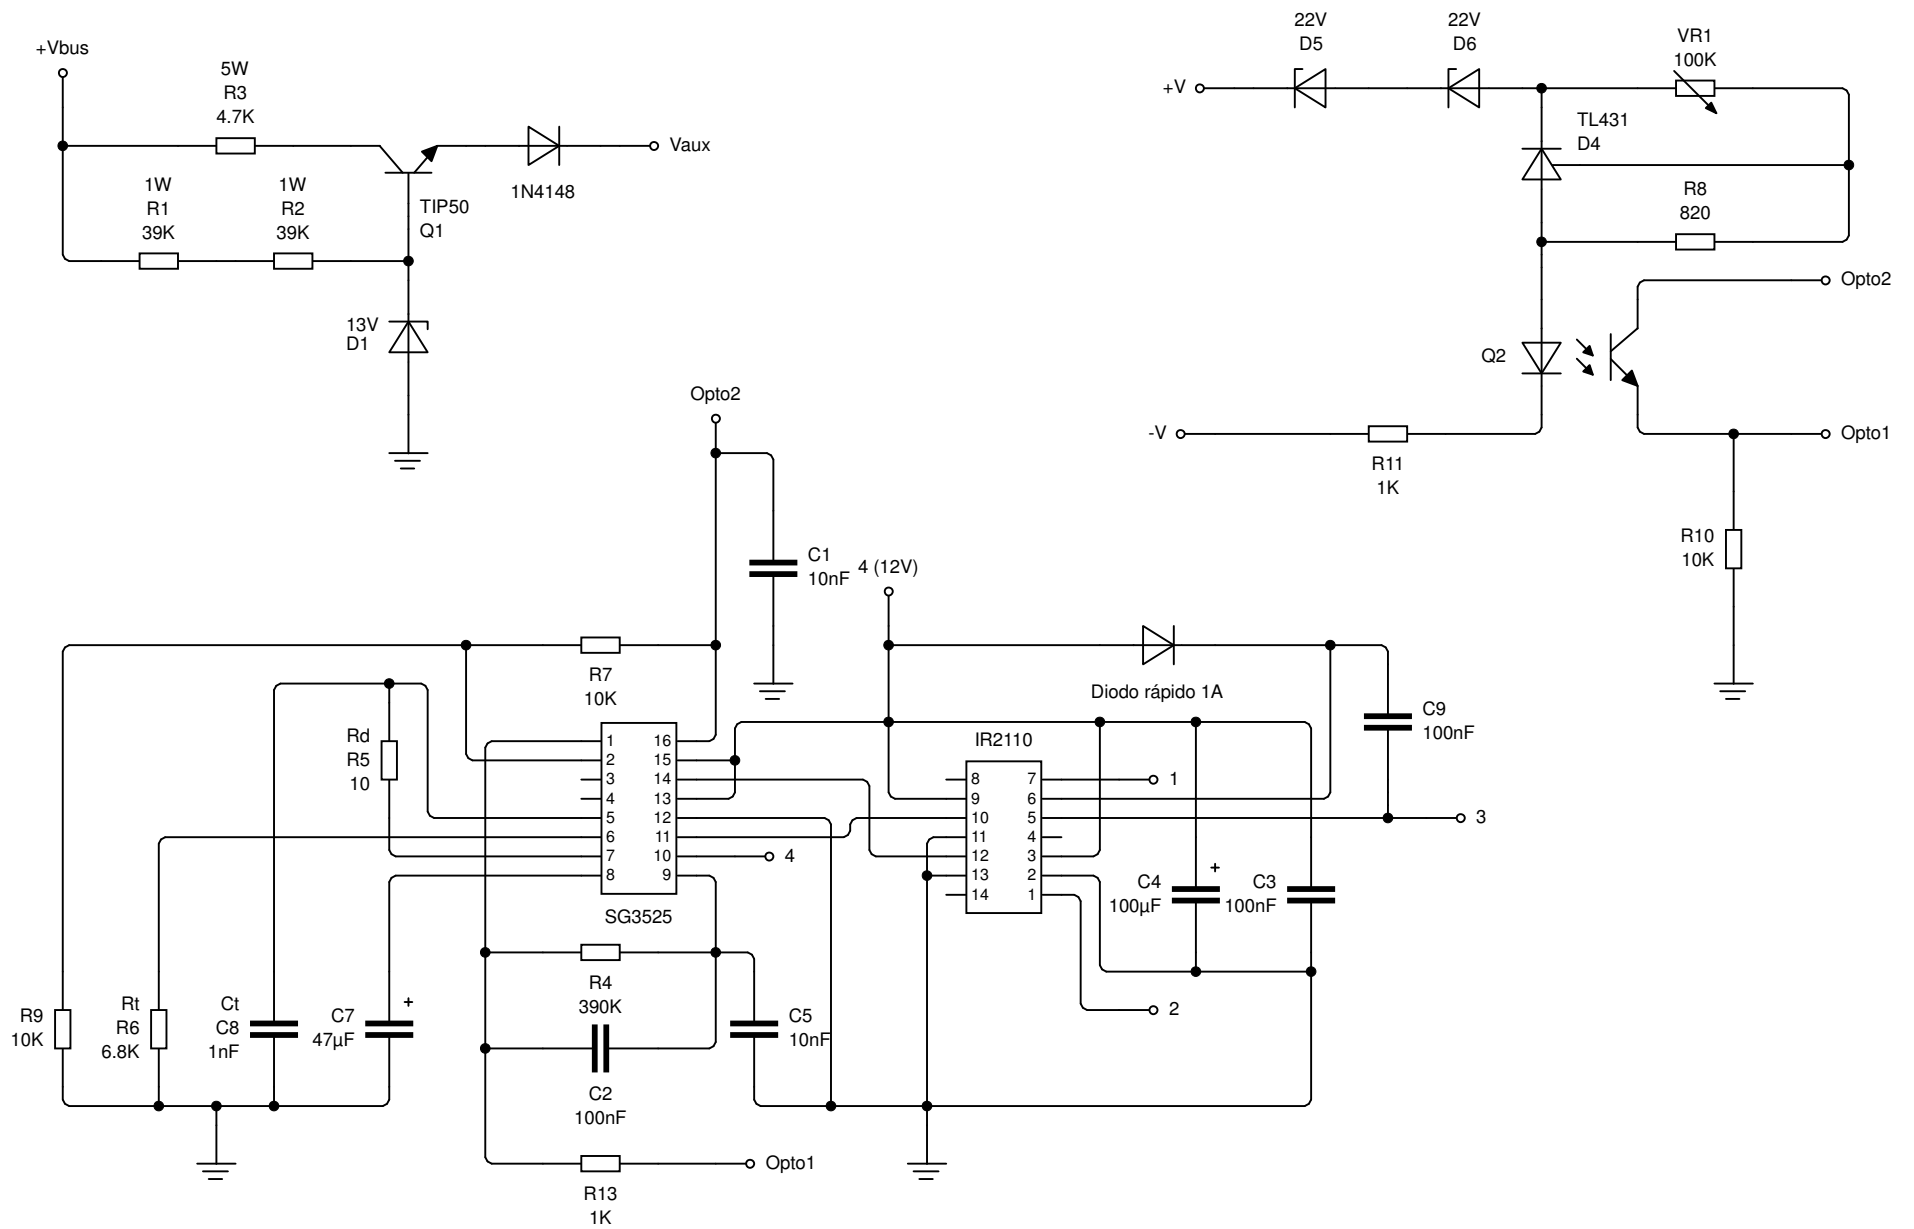 +Vbus
5W
R3
4.7K
1W
R1
39K
1W
R2
39K
TIP50
Q1
1N4148
Vaux
13V
D1
22V
D5
22V
D6
VR1
100K
+V
TL431
D4
R8
820
Opto2
Q2
-V
R11
1K
Opto1
R10
10K
Opto2
C1
10nF
4 (12V)
R7
10K
Diodo rápido 1A
C9
100nF
Rd
R5
10
1
2
3
4
5
6
7
8
16
15
14
13
12
11
10
9
SG3525
4
IR2110
8
9
10
11
12
13
14
7
6
5
4
3
2
1
1
3
2
+
C4
100µF
C3
100nF
R4
390K
C2
100nF
C5
10nF
R9
10K
Rt
R6
6.8K
Ct
C8
1nF
+
C7
47µF
Opto1
R13
1K